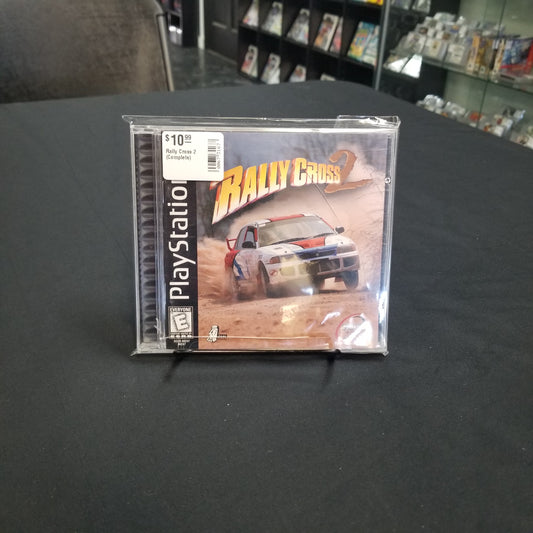 $10.99
Rally Cross 2
(Complete)
RALLY CROSS 2
PlayStation
EVERYONE
E